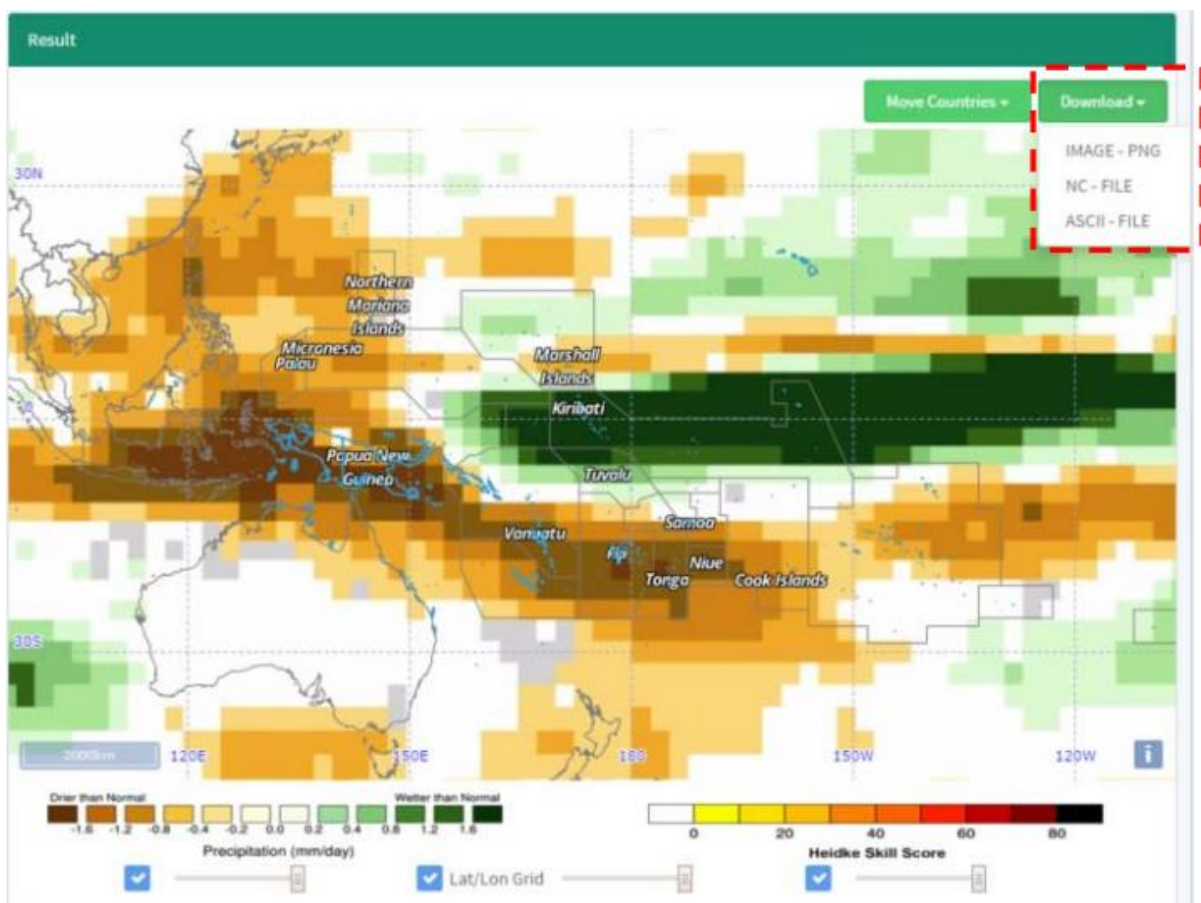 Result
Move Countries
Download
IMAGE - PNG
NC - FILE
ASCII - FILE
30N
Northern
Mariana
Islands
Micronesia
Palau
Marshall
Islands
0
Kiribati
Papua New
Guinea
Tuvalu
Samoa
Vanuatu
Fiji
Niue
Tonga
Cook Islands
30S
2000km
120E
150E
180
150W
120W
i
Drier than Normal
Wetter than Normal
-1.6 -1.2 -0.8 -0.4 -0.2 0.0 0.2 0.4 0.8 1.2 1.6
Precipitation (mm/day)
0 20 40 60 80
Heidke Skill Score
Lat/Lon Grid